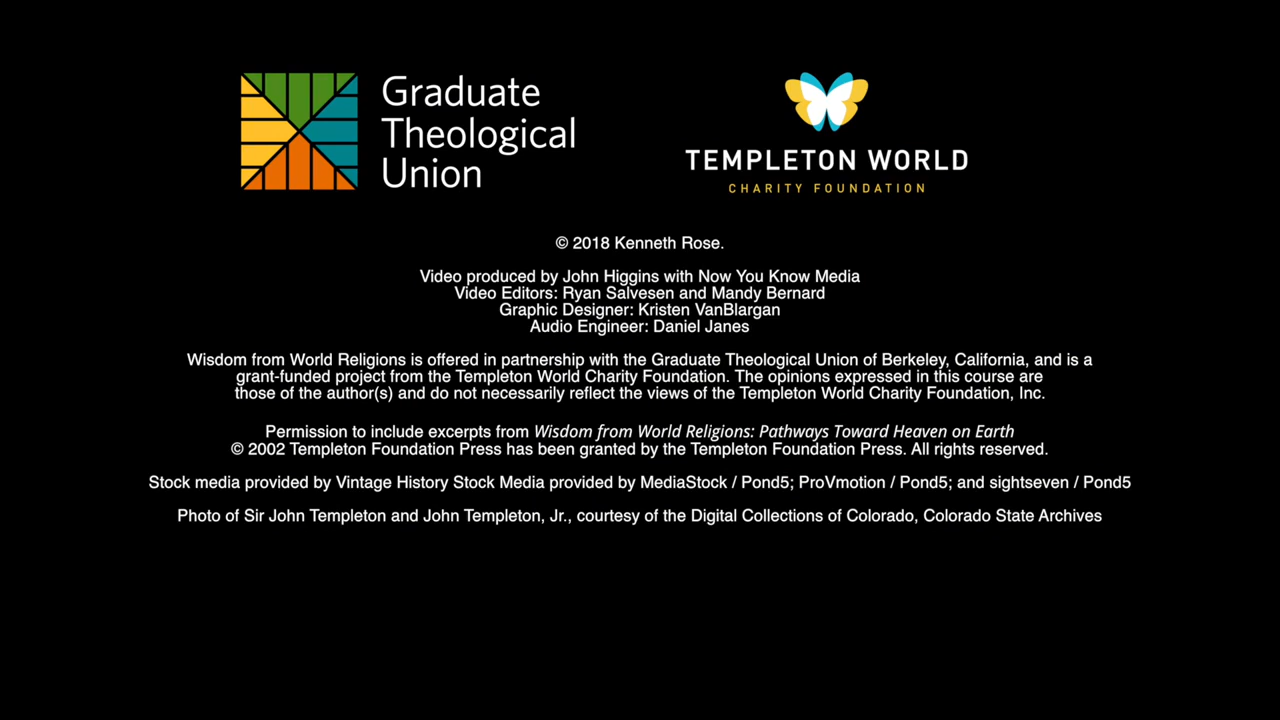 Graduate
Theological
Union
TEMPLETON WORLD
CHARITY FOUNDATION
© 2018 Kenneth Rose.
Video produced by John Higgins with Now You Know Media
Video Editors: Ryan Salvesen and Mandy Bernard
Graphic Designer: Kristen VanBlargan
Audio Engineer: Daniel Janes
Wisdom from World Religions is offered in partnership with the Graduate Theological Union of Berkeley, California, and is a
grant-funded project from the Templeton World Charity Foundation. The opinions expressed in this course are
those of the author(s) and do not necessarily reflect the views of the Templeton World Charity Foundation, Inc.
Permission to include excerpts from Wisdom from World Religions: Pathways Toward Heaven on Earth
© 2002 Templeton Foundation Press has been granted by the Templeton Foundation Press. All rights reserved.
Stock media provided by Vintage History Stock Media provided by MediaStock / Pond5; ProVmotion / Pond5; and sightseven / Pond5
Photo of Sir John Templeton and John Templeton, Jr., courtesy of the Digital Collections of Colorado, Colorado State Archives